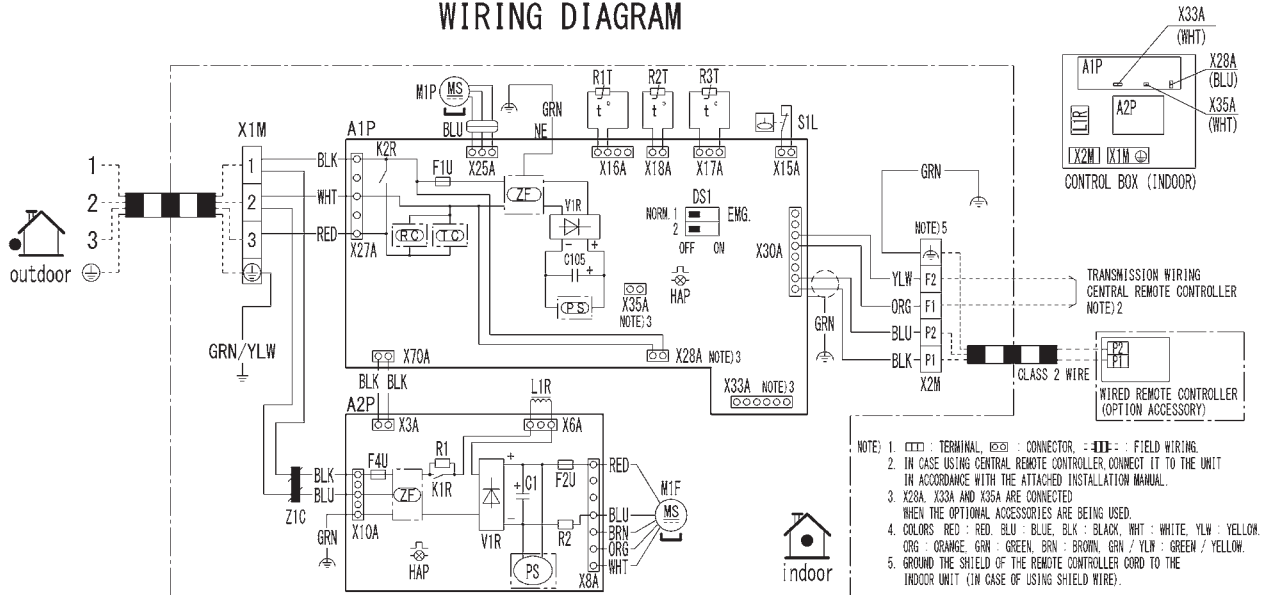 WIRING DIAGRAM
X33A
(WHT)
A1P
X28A
(BLU)
A2P
X35A
(WHT)
L1R
X2M X1M
CONTROL BOX (INDOOR)
M1P MS
BLU
X25A
GRN
NE
R1T R2T R3T
t° t° t°
S1L
X16A X18A X17A X15A
X1M
A1P
1
2
3
outdoor
1
2
3
BLK
WHT
RED
K2R
F1U
ZF
V1R
− +
RC TC
X27A
C105 +
PS
X35A
NOTE)3
HAP
DS1
NORM. 1 EMG.
2
OFF ON
X30A
X28A NOTE)3
X33A NOTE)3
X70A
GRN
NOTE)5
YLW F2
ORG F1
BLU P2
BLK P1
X2M
GRN
TRANSMISSION WIRING
CENTRAL REMOTE CONTROLLER
NOTE)2
CLASS 2 WIRE
P2
P1
WIRED REMOTE CONTROLLER
(OPTION ACCESSORY)
GRN/YLW
BLK BLK
A2P
X3A
L1R
X6A
BLK
BLU
Z1C
GRN
X10A
F4U
ZF
R1
K1R
V1R
+
−
+ C1
F2U
R2
PS
HAP
X8A
RED
BLU
BRN
ORG
WHT
M1F
MS
indoor
NOTE) 1. : TERMINAL, : CONNECTOR, : FIELD WIRING.
2. IN CASE USING CENTRAL REMOTE CONTROLLER, CONNECT IT TO THE UNIT
IN ACCORDANCE WITH THE ATTACHED INSTALLATION MANUAL.
3. X28A, X33A AND X35A ARE CONNECTED
WHEN THE OPTIONAL ACCESSORIES ARE BEING USED.
4. COLORS RED : RED, BLU : BLUE, BLK : BLACK, WHT : WHITE, YLW : YELLOW,
ORG : ORANGE, GRN : GREEN, BRN : BROWN, GRN / YLW : GREEN / YELLOW.
5. GROUND THE SHIELD OF THE REMOTE CONTROLLER CORD TO THE
INDOOR UNIT (IN CASE OF USING SHIELD WIRE).